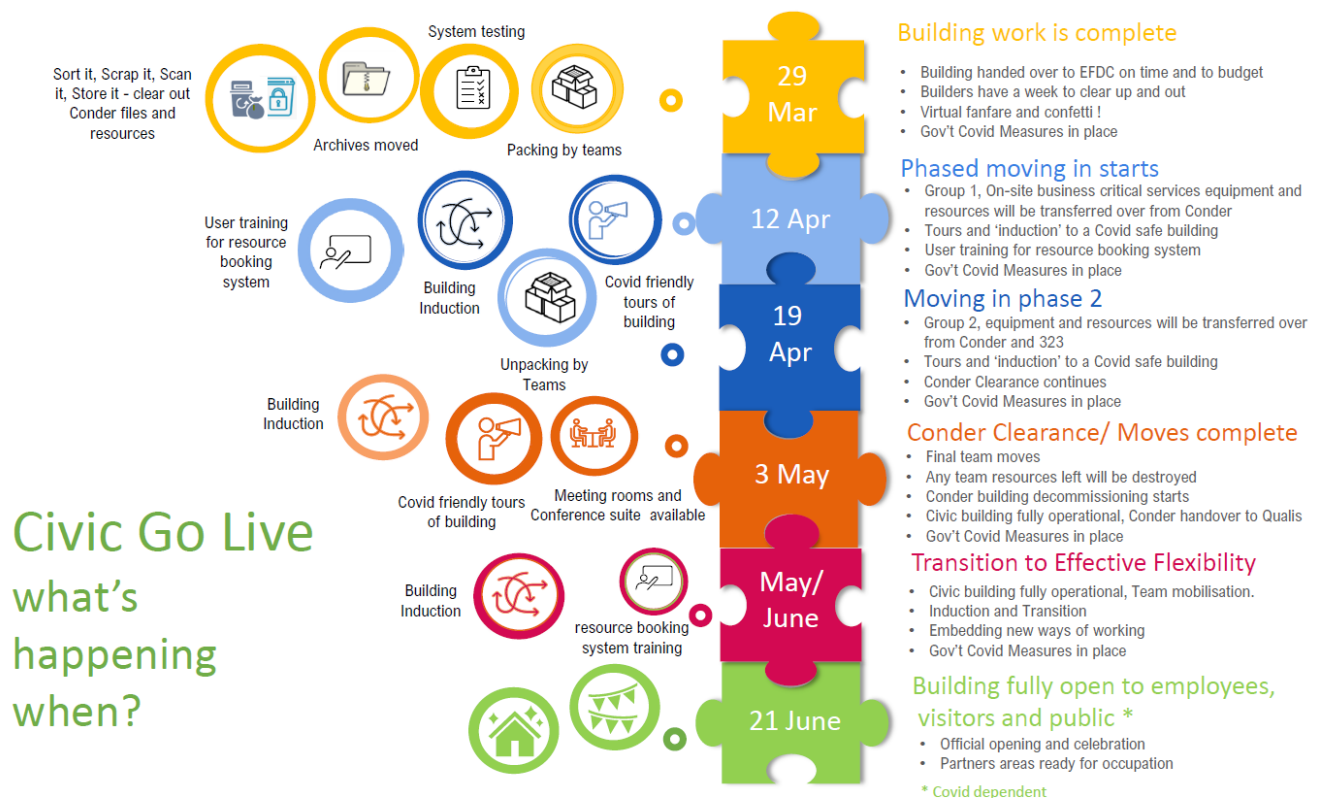 System testing
Sort it, Scrap it, Scan
it, Store it - clear out
Conder files and
resources
Archives moved
Packing by teams
29
Mar
Building work is complete
• Building handed over to EFDC on time and to budget
• Builders have a week to clear up and out
• Virtual fanfare and confetti !
• Gov't Covid Measures in place
User training
for resource
booking
system
Building
Induction
Covid friendly
tours of
building
Unpacking by
Teams
12 Apr
Phased moving in starts
• Group 1, On-site business critical services equipment and
resources will be transferred over from Conder
• Tours and 'induction' to a Covid safe building
• User training for resource booking system
• Gov't Covid Measures in place
19
Apr
Moving in phase 2
• Group 2, equipment and resources will be transferred over
from Conder and 323
• Tours and 'induction' to a Covid safe building
• Conder Clearance continues
• Gov't Covid Measures in place
Building
Induction
Covid friendly tours
of building
Meeting rooms and
Conference suite available
3 May
Conder Clearance/ Moves complete
• Final team moves
• Any team resources left will be destroyed
• Conder building decommissioning starts
• Civic building fully operational, Conder handover to Qualis
• Gov't Covid Measures in place
Civic Go Live
what's
happening
when?
Building
Induction
resource booking
system training
May/
June
Transition to Effective Flexibility
• Civic building fully operational, Team mobilisation.
• Induction and Transition
• Embedding new ways of working
• Gov't Covid Measures in place
21 June
Building fully open to employees,
visitors and public *
• Official opening and celebration
• Partners areas ready for occupation
* Covid dependent